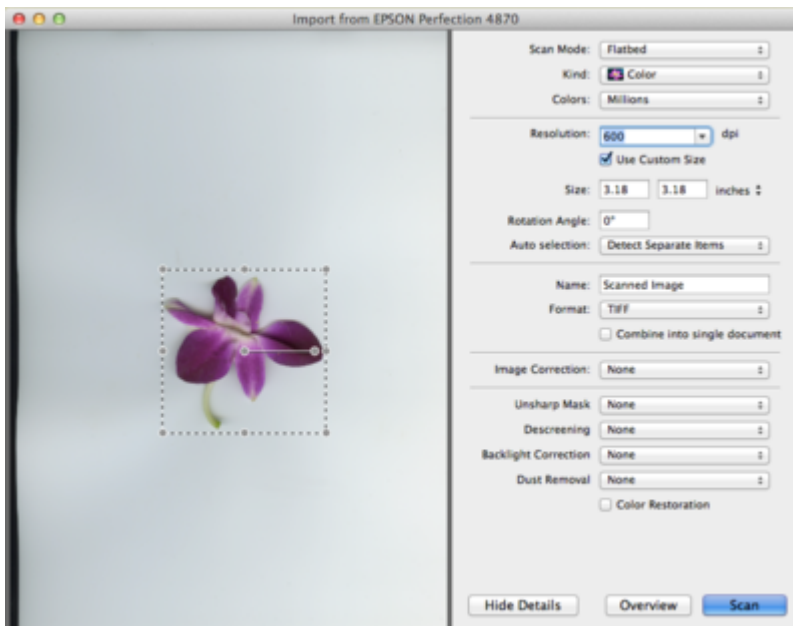 Import from EPSON Perfection 4870
Scan Mode: Flatbed
Kind: Color
Colors: Millions
Resolution: 600 dpi
Use Custom Size
Size: 3.18 3.18 inches
Rotation Angle: 0°
Auto selection: Detect Separate Items
Name: Scanned Image
Format: TIFF
Combine into single document
Image Correction: None
Unsharp Mask None
Descreening None
Backlight Correction None
Dust Removal None
Color Restoration
Hide Details Overview Scan